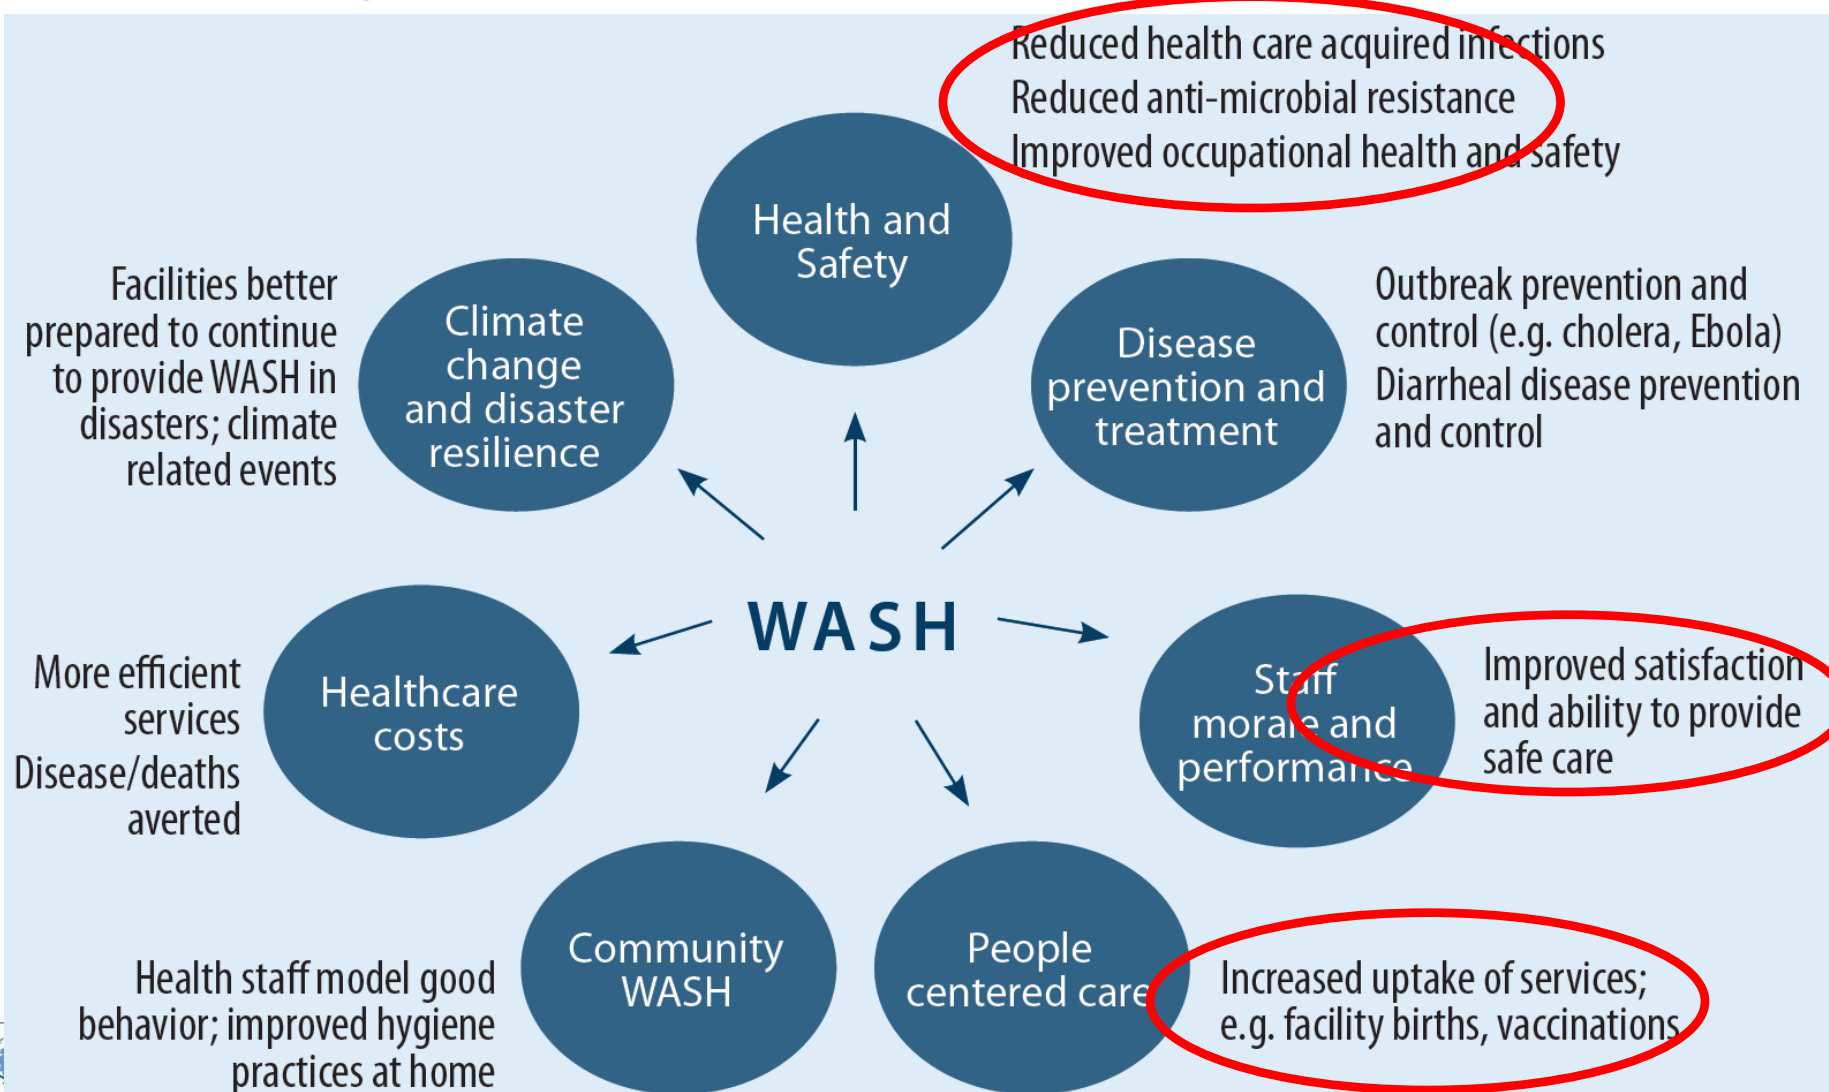 Reduced health care acquired infections
Reduced anti-microbial resistance
Improved occupational health and safety
Health and
Safety
Facilities better
prepared to continue
to provide WASH in
disasters; climate
related events
Climate
change
and disaster
resilience
Disease
prevention and
treatment
Outbreak prevention and
control (e.g. cholera, Ebola)
Diarrheal disease prevention
and control
WASH
More efficient
services
Disease/deaths
averted
Healthcare
costs
Staff
morale and
performance
Improved satisfaction
and ability to provide
safe care
Health staff model good
behavior; improved hygiene
practices at home
Community
WASH
People
centered care
Increased uptake of services;
e.g. facility births, vaccinations